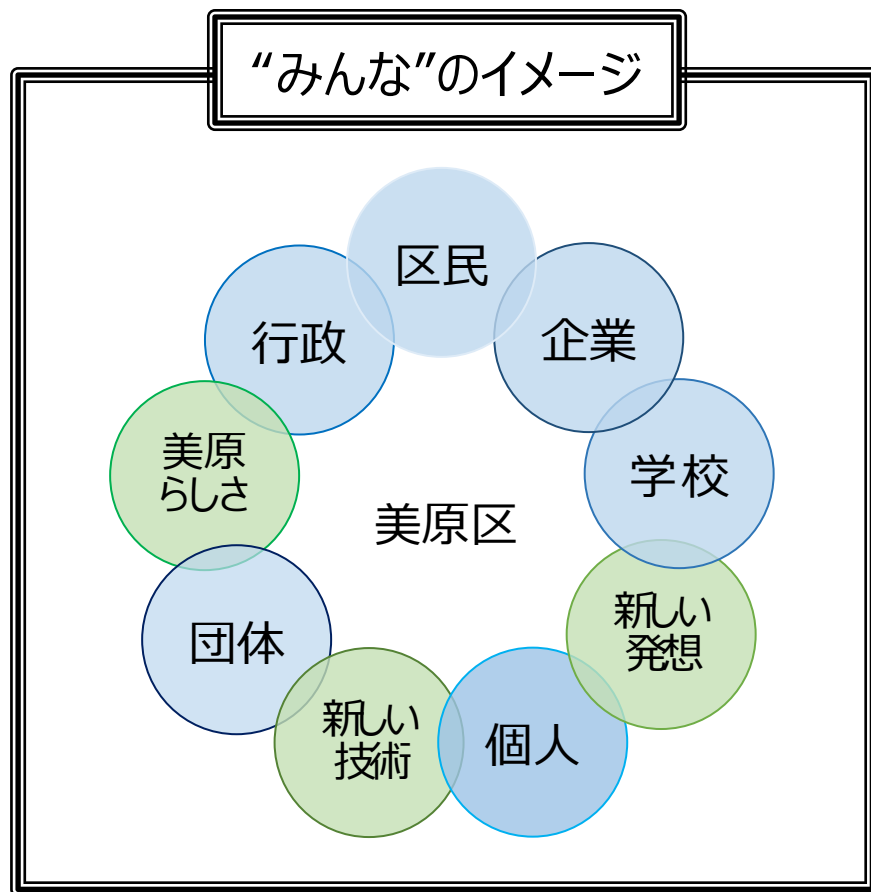 “みんな”のイメージ
区民
行政
企業
美原
らしさ
学校
美原区
団体
新しい
発想
新しい
技術
個人